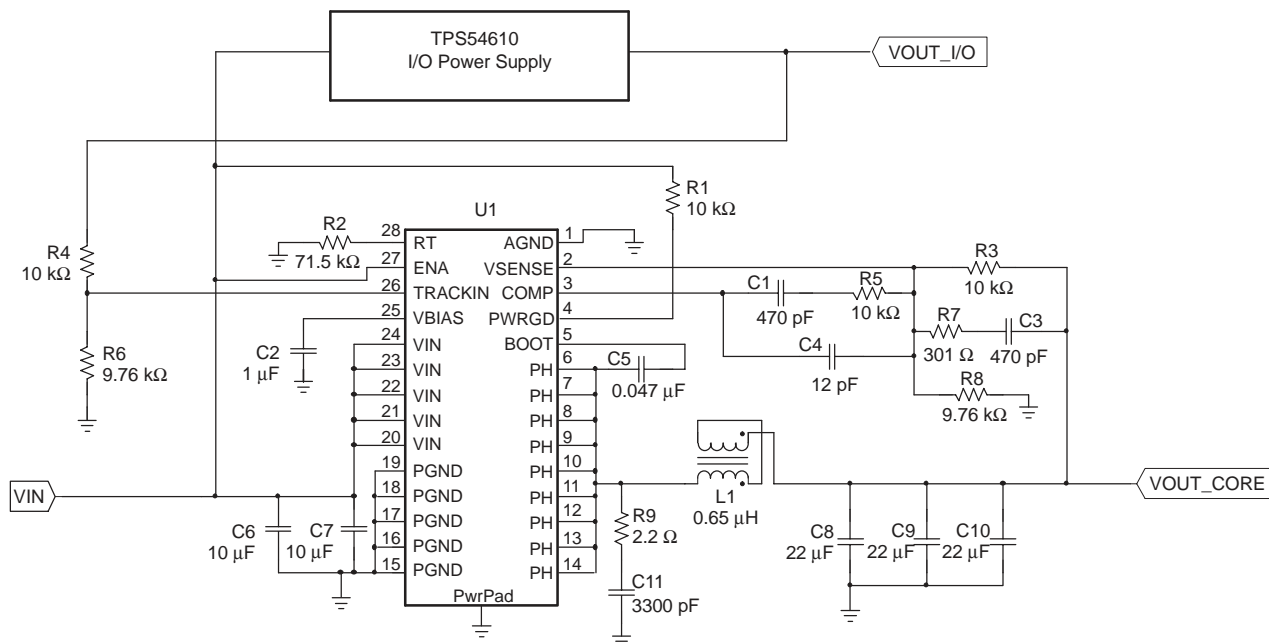 TPS54610
I/O Power Supply
VOUT_I/O
R1
10 kΩ
U1
R2
71.5 kΩ
R4
10 kΩ
R6
9.76 kΩ
C2
1 μF
28
RT
27
ENA
26
TRACKIN
25
VBIAS
24
VIN
23
VIN
22
VIN
21
VIN
20
VIN
19
PGND
18
PGND
17
PGND
16
PGND
15
PGND
PwrPad
AGND
1
VSENSE
2
COMP
3
PWRGD
4
BOOT
5
PH
6
PH
7
PH
8
PH
9
PH
10
PH
11
PH
12
PH
13
PH
14
C5
0.047 μF
C1
470 pF
R5
10 kΩ
C4
12 pF
R3
10 kΩ
R7
301 Ω
C3
470 pF
R8
9.76 kΩ
VIN
C6
10 μF
C7
10 μF
R9
2.2 Ω
C11
3300 pF
L1
0.65 μH
C8
22 μF
C9
22 μF
C10
22 μF
VOUT_CORE